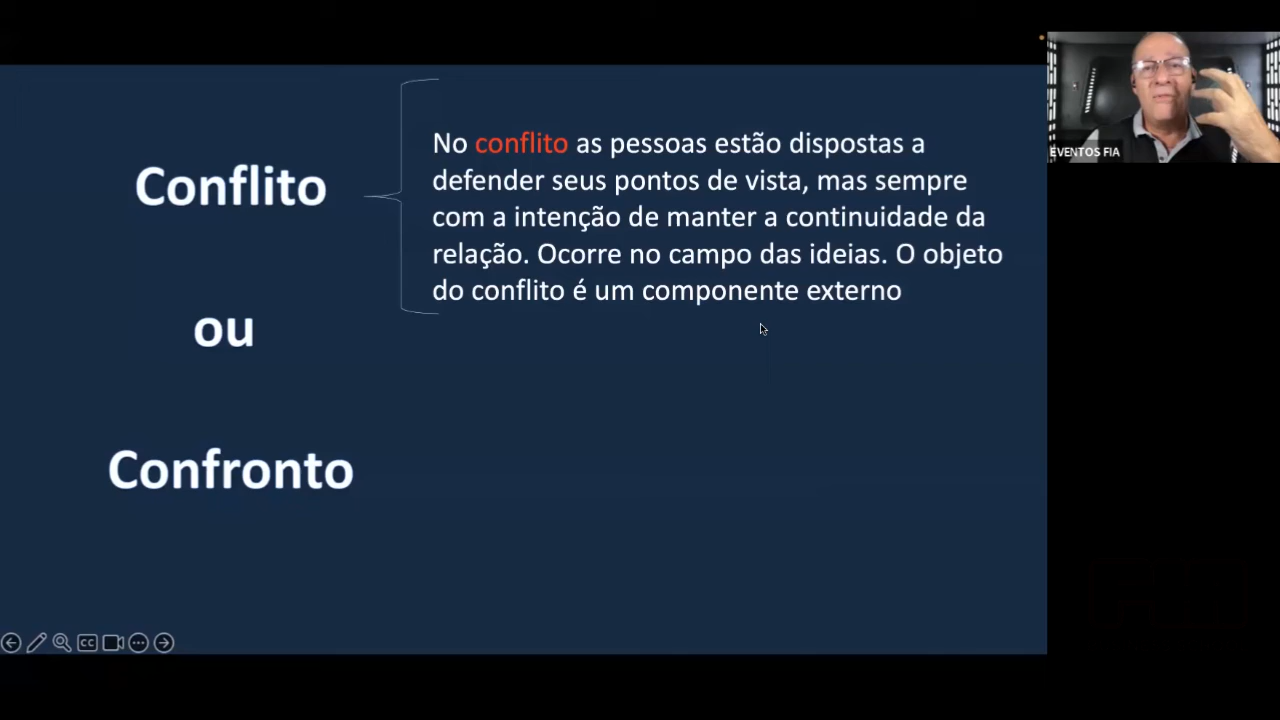 Conflito
ou
Confronto
No conflito as pessoas estão dispostas a
defender seus pontos de vista, mas sempre
com a intenção de manter a continuidade da
relação. Ocorre no campo das ideias. O objeto
do conflito é um componente externo
EVENTOS FIA
CC